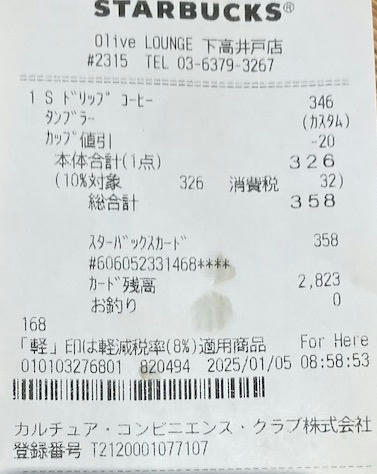 STARBUCKS®
Olive LOUNGE 下高井戸店
#2315 TEL 03-6379-3267
1 S ドリップ コーヒー 346
タンブラー (カスタム)
カップ値引 -20
本体合計(1点) 326
(10%対象 326 消費税 32)
総合計 358
スターバックスカード 358
#606052331468****
カード残高 2,823
お釣り 0
168
「軽」印は軽減税率(8%)適用商品 For Here
010103276801 820494 2025/01/05 08:58:53
カルチュア・コンビニエンス・クラブ株式会社
登録番号 T2120001077107